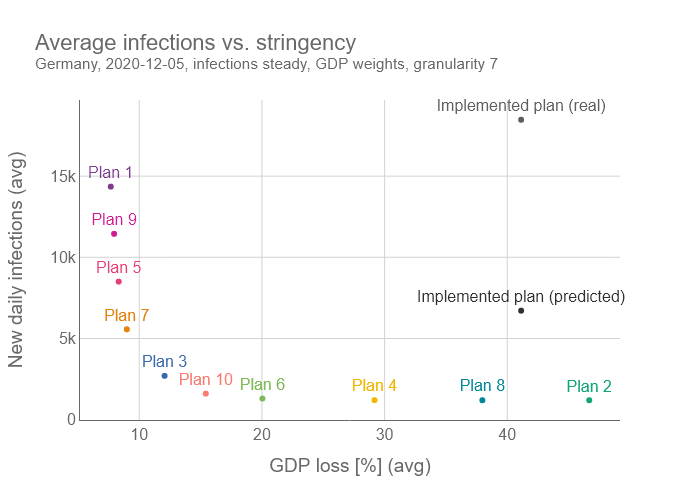 Average infections vs. stringency
Germany, 2020-12-05, infections steady, GDP weights, granularity 7
Implemented plan (real)
Plan 1
15k
Plan 9
10k
Plan 5
Implemented plan (predicted)
Plan 7
5k
Plan 3
Plan 10
Plan 6
Plan 4
Plan 8
Plan 2
0
10
20
30
40
GDP loss [%] (avg)
New daily infections (avg)